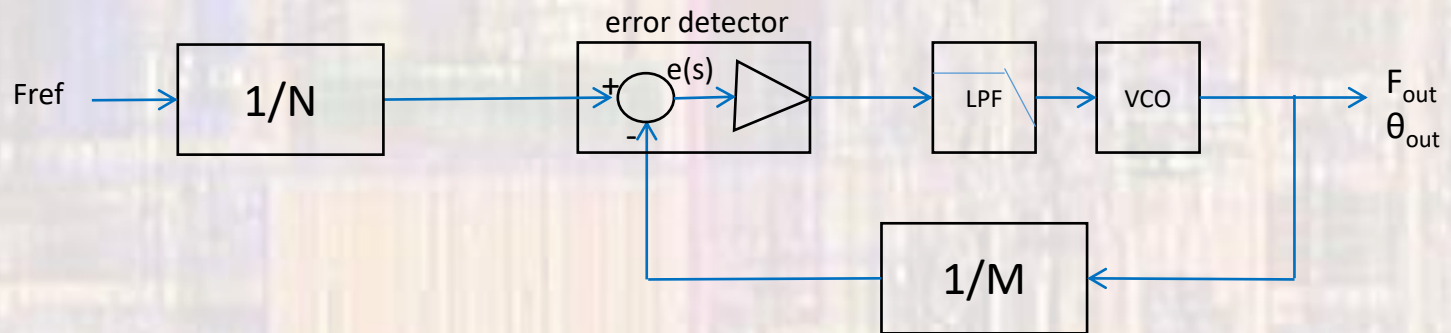 error detector
Fref
1/N
+
e(s)
-
LPF
VCO
Fout
θout
1/M